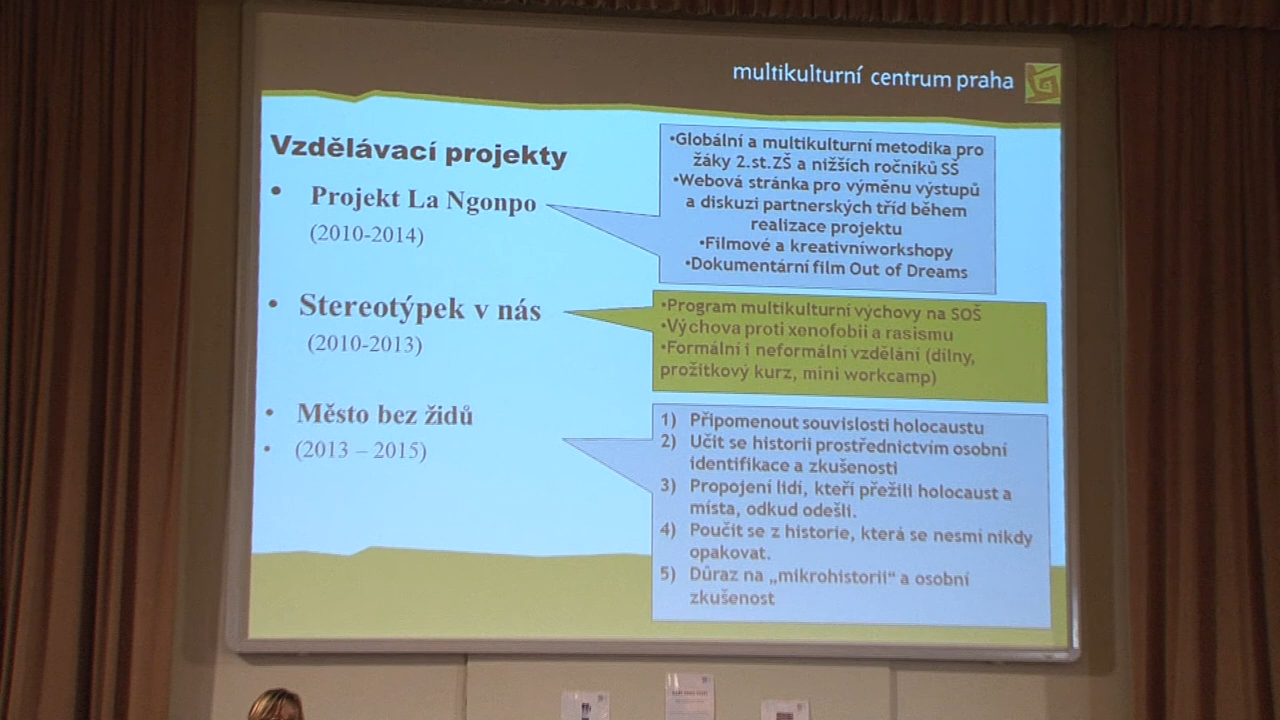 multikulturní centrum praha
Vzdělávací projekty
• Projekt La Ngonpo
(2010-2014)
•Globální a multikulturní metodika pro
žáky 2.st.ZŠ a nižších ročníků SŠ
•Webová stránka pro výměnu výstupů
a diskuzi partnerských tříd během
realizace projektu
•Filmové a kreativníworkshopy
•Dokumentární film Out of Dreams
• Stereotýpek v nás
(2010-2013)
•Program multikulturní výchovy na SOŠ
•Výchova proti xenofobii a rasismu
•Formální i neformální vzdělání (dílny,
prožitkový kurz, mini workcamp)
• Město bez židů
• (2013 – 2015)
1) Připomenout souvislosti holocaustu
2) Učit se historii prostřednictvím osobní
identifikace a zkušenosti
3) Propojení lidí, kteří přežili holocaust a
místa, odkud odešli.
4) Poučit se z historie, která se nesmí nikdy
opakovat.
5) Důraz na „mikrohistorii“ a osobní
zkušenost